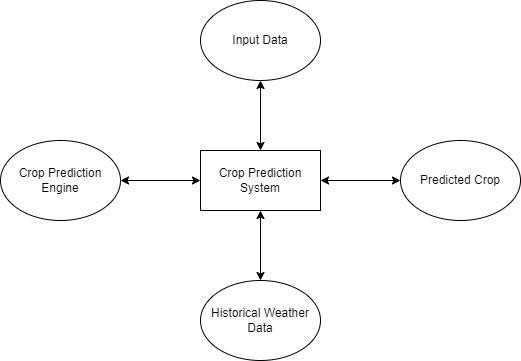 Input Data
Crop Prediction
Engine
Crop Prediction
System
Predicted Crop
Historical Weather
Data